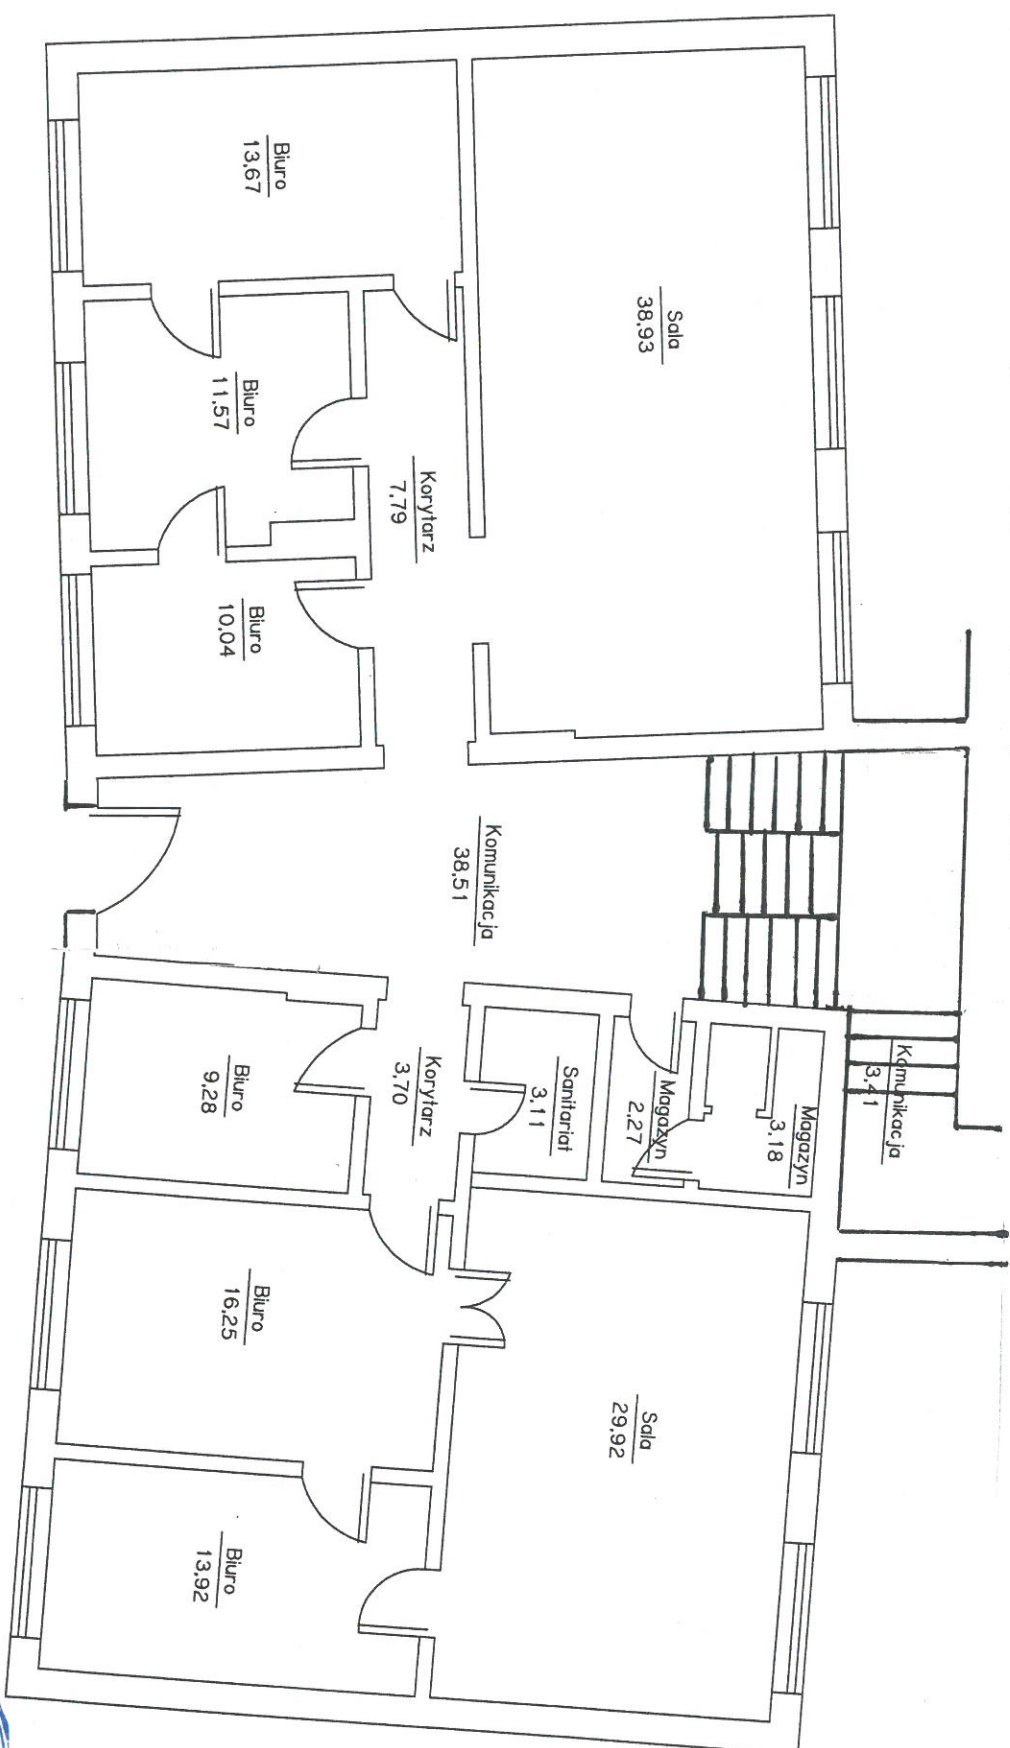 Biuro
13,67
Sala
38,93
Biuro
11,57
Korytarz
7,79
Biuro
10,04
Komunikacja
38,51
Biuro
9,28
Korytarz
3,70
Sanitariat
3,11
Magazyn
2,27
Magazyn
3,18
Komunikacja
3,41
Biuro
16,25
Sala
29,92
Biuro
13,92